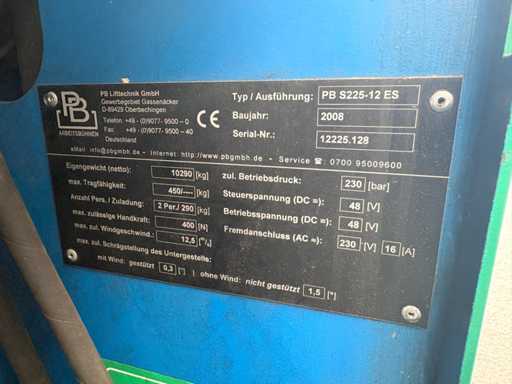 PB
ARBEITSBÜHNEN
PB Lifttechnik GmbH
Gewerbegebiet Gassenäcker
D-89429 Oberbechingen
Telefon +49 - (0)9077- 9500 - 0
Fax +49 - (0)9077- 9500 - 40
Deutschland
CE
Typ / Ausführung: PB S225-12 ES
Baujahr: 2008
Serial-Nr.: 12225.128
eMail info@pbgmbh.de - Internet: http://www.pbgmbh.de - Service ☎: 0700 95009600
Eigengewicht (netto): 10290 [kg]
max. Tragfähigkeit: 450/---- [kg]
Anzahl Pers. / Zuladung: 2 Per./ 290 [kg]
max. zulässige Handkraft: 400 [N]
max. zul. Windgeschwind.: 12,5 [m/s]
max. zul. Schrägstellung des Untergestelle:
mit Wind: gestützt 0,3 [°] | ohne Wind: nicht gestützt 1,5 [°]
zul. Betriebsdruck: 230 [bar]
Steuerspannung (DC =): 48 [V]
Betriebsspannung (DC =): 48 [V]
Fremdanschluss (AC ≈): 230 [V] 16 [A]